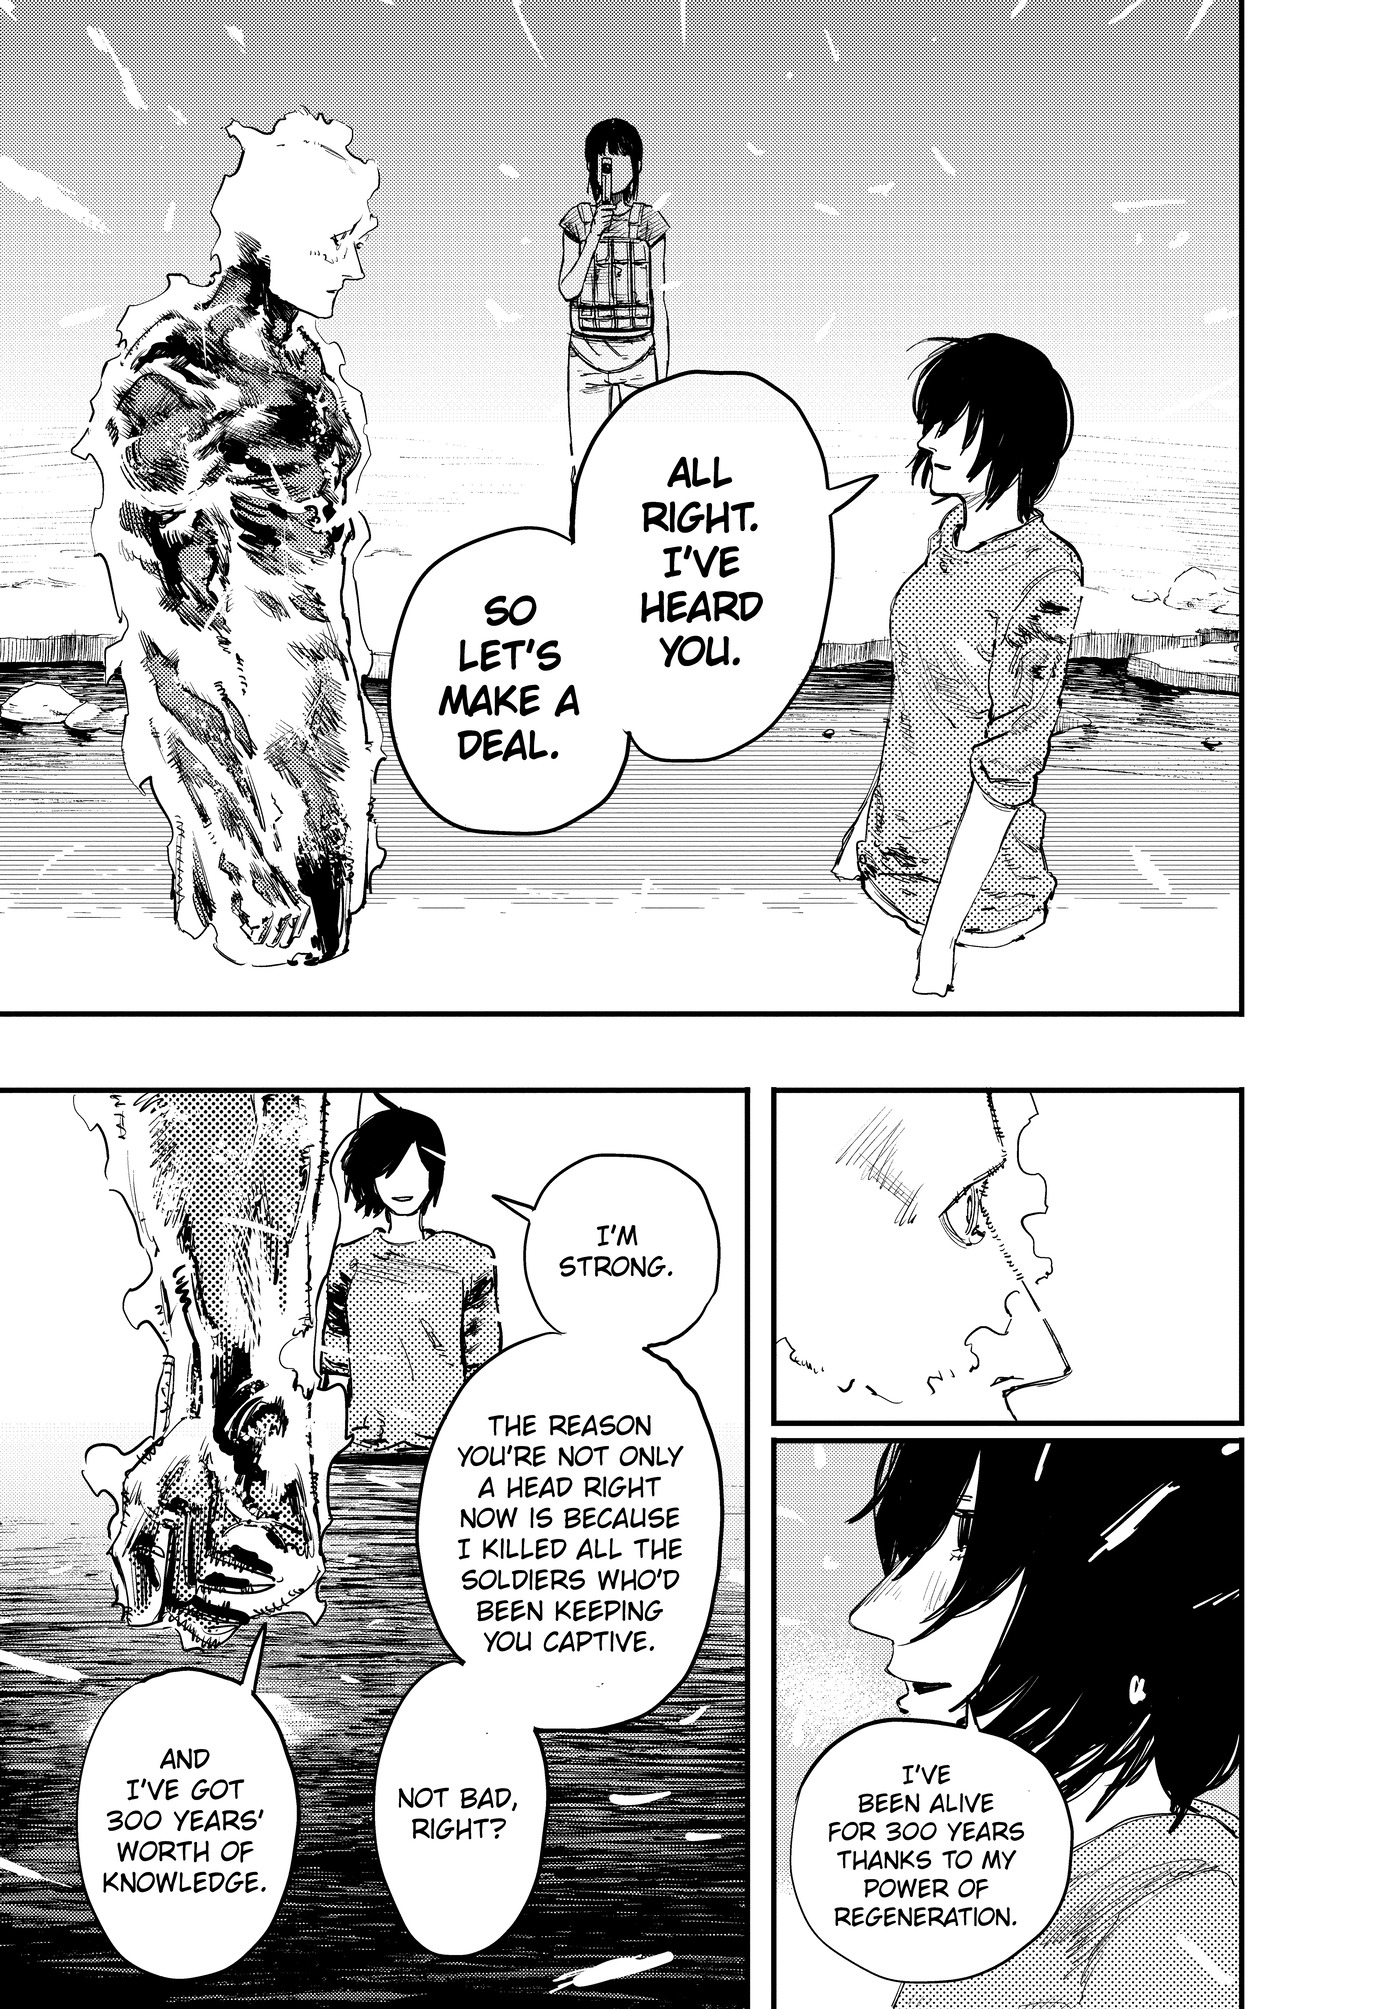 ALL
RIGHT.
I'VE
HEARD
YOU.
SO
LET'S
MAKE A
DEAL.
I'VE
BEEN ALIVE
FOR 300 YEARS
THANKS TO MY
POWER OF
REGENERATION.
I'M
STRONG.
THE REASON
YOU'RE NOT ONLY
A HEAD RIGHT
NOW IS BECAUSE
I KILLED ALL THE
SOLDIERS WHO'D
BEEN KEEPING
YOU CAPTIVE.
NOT BAD,
RIGHT?
AND
I'VE GOT
300 YEARS'
WORTH OF
KNOWLEDGE.